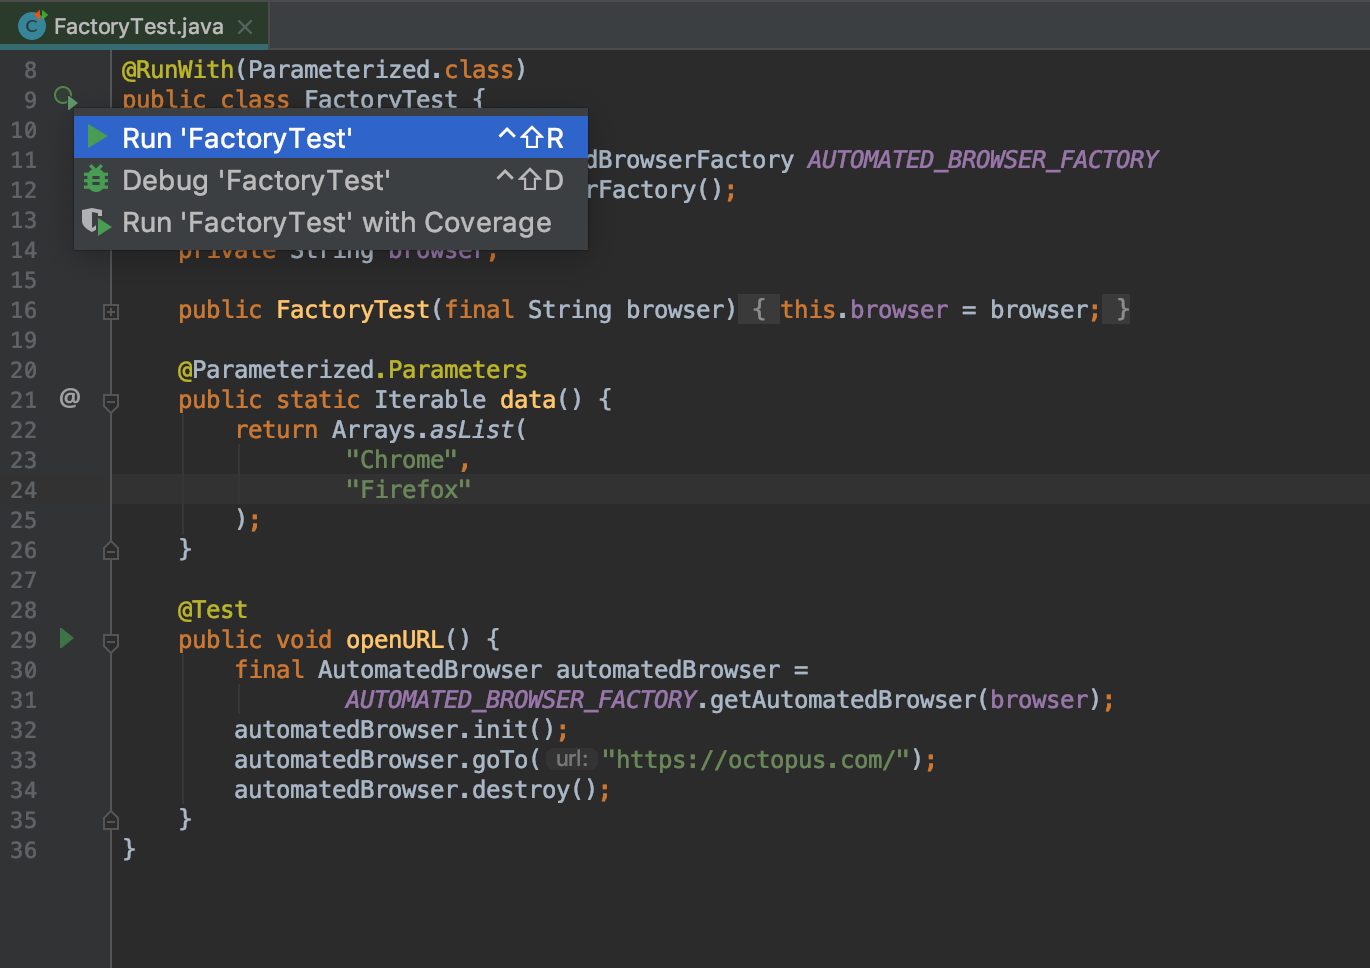 FactoryTest.java
8 @RunWith(Parameterized.class)
9 public class FactoryTest {
10
Run 'FactoryTest' ^⇧R
11 dBrowserFactory AUTOMATED_BROWSER_FACTORY
Debug 'FactoryTest' ^⇧D
12 rFactory();
13
Run 'FactoryTest' with Coverage
14 private String browser;
15
16 public FactoryTest(final String browser) { this.browser = browser; }
19
20 @Parameterized.Parameters
21 @ public static Iterable data() {
22 return Arrays.asList(
23 "Chrome",
24 "Firefox"
25 );
26 }
27
28 @Test
29 public void openURL() {
30 final AutomatedBrowser automatedBrowser =
31 AUTOMATED_BROWSER_FACTORY.getAutomatedBrowser(browser);
32 automatedBrowser.init();
33 automatedBrowser.goTo( url: "https://octopus.com/");
34 automatedBrowser.destroy();
35 }
36 }